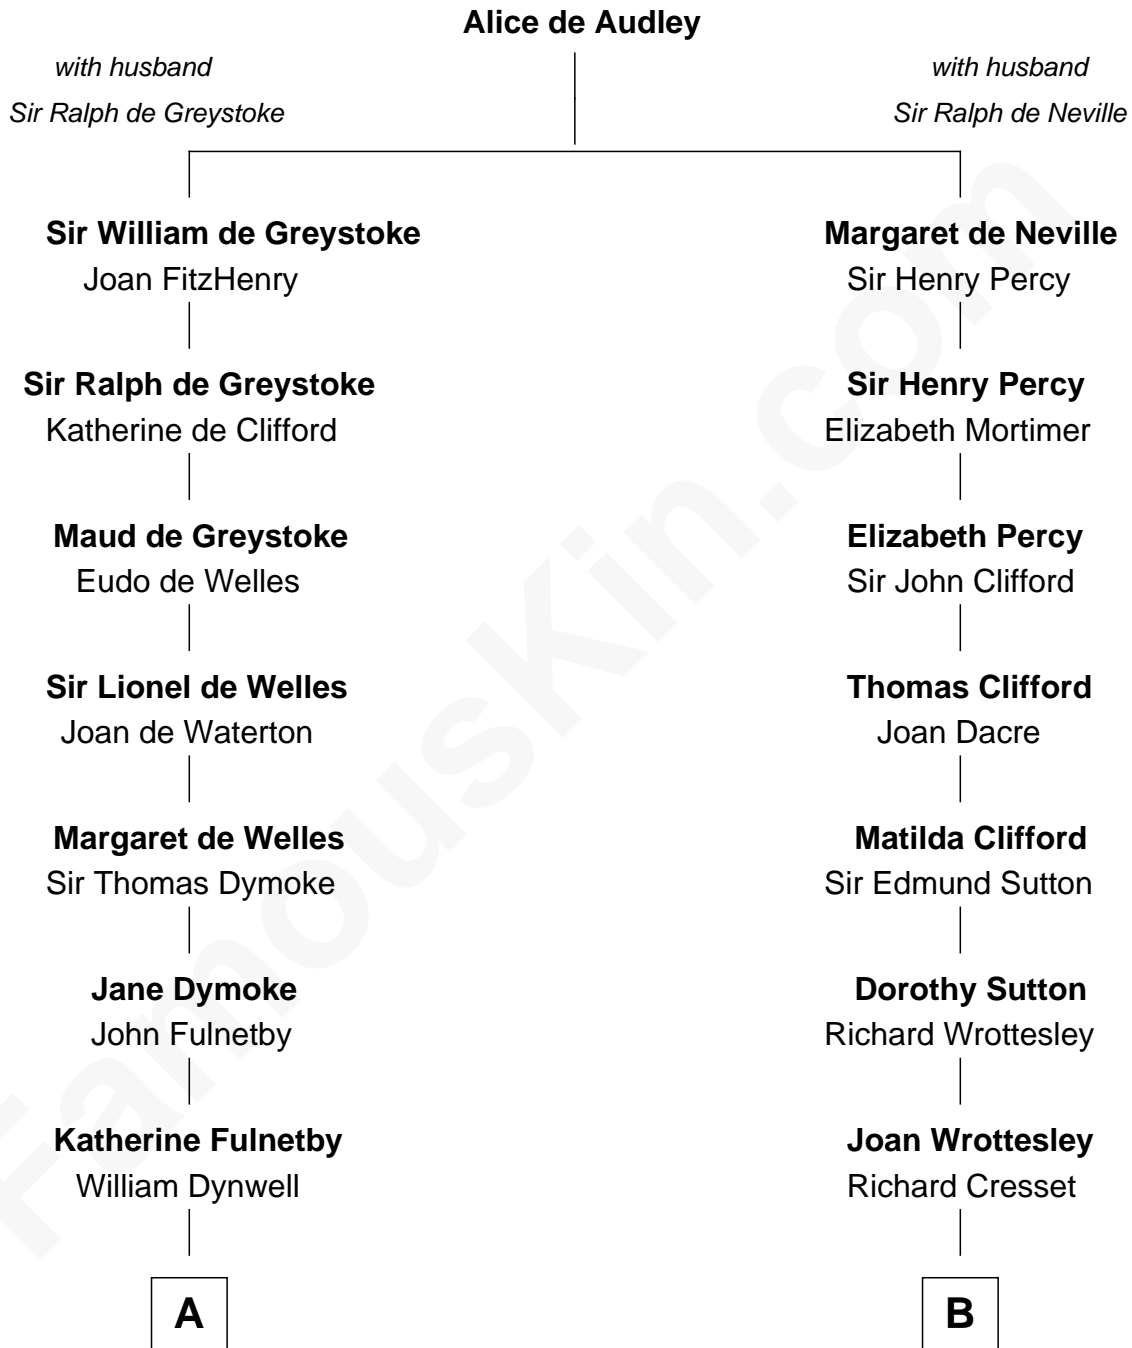 Alice de Audley
with husband
Sir Ralph de Greystoke
with husband
Sir Ralph de Neville
Sir William de Greystoke
Joan FitzHenry
Margaret de Neville
Sir Henry Percy
Sir Ralph de Greystoke
Katherine de Clifford
Sir Henry Percy
Elizabeth Mortimer
Maud de Greystoke
Eudo de Welles
Elizabeth Percy
Sir John Clifford
Sir Lionel de Welles
Joan de Waterton
Thomas Clifford
Joan Dacre
Margaret de Welles
Sir Thomas Dymoke
Matilda Clifford
Sir Edmund Sutton
Jane Dymoke
John Fulnetby
Dorothy Sutton
Richard Wrottesley
Katherine Fulnetby
William Dynwell
Joan Wrottesley
Richard Cresset
A
B
FamousKin.com